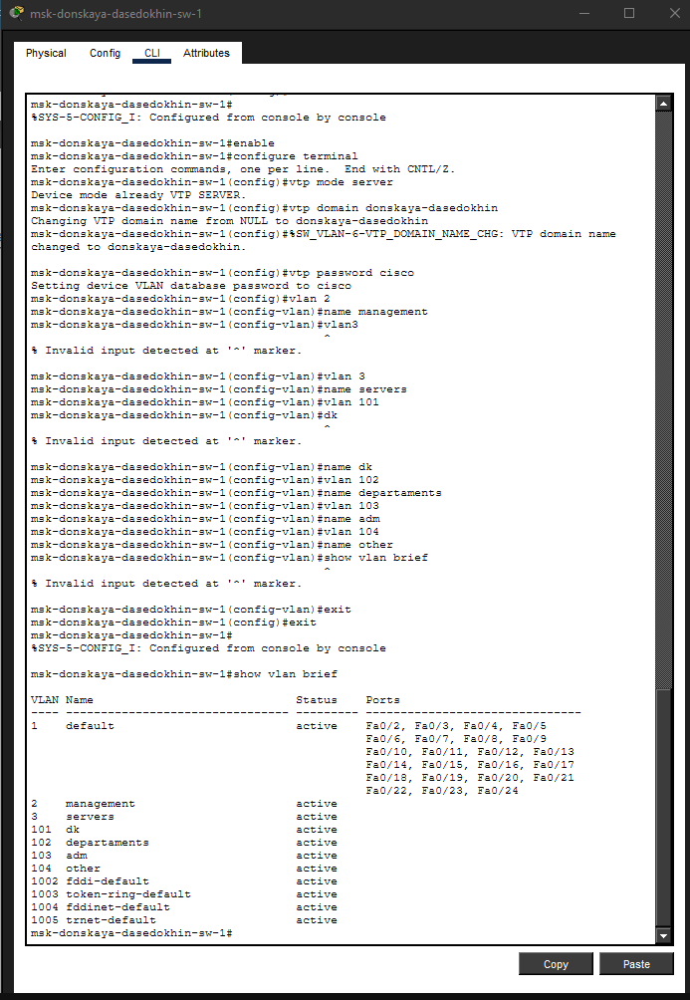 msk-donskaya-dasedokhin-sw-1
Physical Config CLI Attributes
msk-donskaya-dasedokhin-sw-1#
%SYS-5-CONFIG_I: Configured from console by console
msk-donskaya-dasedokhin-sw-1#enable
msk-donskaya-dasedokhin-sw-1#configure terminal
Enter configuration commands, one per line.  End with CNTL/Z.
msk-donskaya-dasedokhin-sw-1(config)#vtp mode server
Device mode already VTP SERVER.
msk-donskaya-dasedokhin-sw-1(config)#vtp domain donskaya-dasedokhin
Changing VTP domain name from NULL to donskaya-dasedokhin
msk-donskaya-dasedokhin-sw-1(config)#%SW_VLAN-6-VTP_DOMAIN_NAME_CHG: VTP domain name
changed to donskaya-dasedokhin.
msk-donskaya-dasedokhin-sw-1(config)#vtp password cisco
Setting device VLAN database password to cisco
msk-donskaya-dasedokhin-sw-1(config)#vlan 2
msk-donskaya-dasedokhin-sw-1(config-vlan)#name management
msk-donskaya-dasedokhin-sw-1(config-vlan)#vlan3
^
% Invalid input detected at '^' marker.
msk-donskaya-dasedokhin-sw-1(config-vlan)#vlan 3
msk-donskaya-dasedokhin-sw-1(config-vlan)#name servers
msk-donskaya-dasedokhin-sw-1(config-vlan)#vlan 101
msk-donskaya-dasedokhin-sw-1(config-vlan)#dk
^
% Invalid input detected at '^' marker.
msk-donskaya-dasedokhin-sw-1(config-vlan)#name dk
msk-donskaya-dasedokhin-sw-1(config-vlan)#vlan 102
msk-donskaya-dasedokhin-sw-1(config-vlan)#name departaments
msk-donskaya-dasedokhin-sw-1(config-vlan)#vlan 103
msk-donskaya-dasedokhin-sw-1(config-vlan)#name adm
msk-donskaya-dasedokhin-sw-1(config-vlan)#vlan 104
msk-donskaya-dasedokhin-sw-1(config-vlan)#name other
msk-donskaya-dasedokhin-sw-1(config-vlan)#show vlan brief
^
% Invalid input detected at '^' marker.
msk-donskaya-dasedokhin-sw-1(config-vlan)#exit
msk-donskaya-dasedokhin-sw-1(config)#exit
msk-donskaya-dasedokhin-sw-1#
%SYS-5-CONFIG_I: Configured from console by console
msk-donskaya-dasedokhin-sw-1#show vlan brief
VLAN Name                             Status    Ports
---- -------------------------------- --------- -------------------------------
1    default                          active    Fa0/2, Fa0/3, Fa0/4, Fa0/5
Fa0/6, Fa0/7, Fa0/8, Fa0/9
Fa0/10, Fa0/11, Fa0/12, Fa0/13
Fa0/14, Fa0/15, Fa0/16, Fa0/17
Fa0/18, Fa0/19, Fa0/20, Fa0/21
Fa0/22, Fa0/23, Fa0/24
2    management                       active
3    servers                          active
101  dk                               active
102  departaments                     active
103  adm                              active
104  other                            active
1002 fddi-default                     active
1003 token-ring-default               active
1004 fddinet-default                  active
1005 trnet-default                    active
msk-donskaya-dasedokhin-sw-1#
Copy Paste